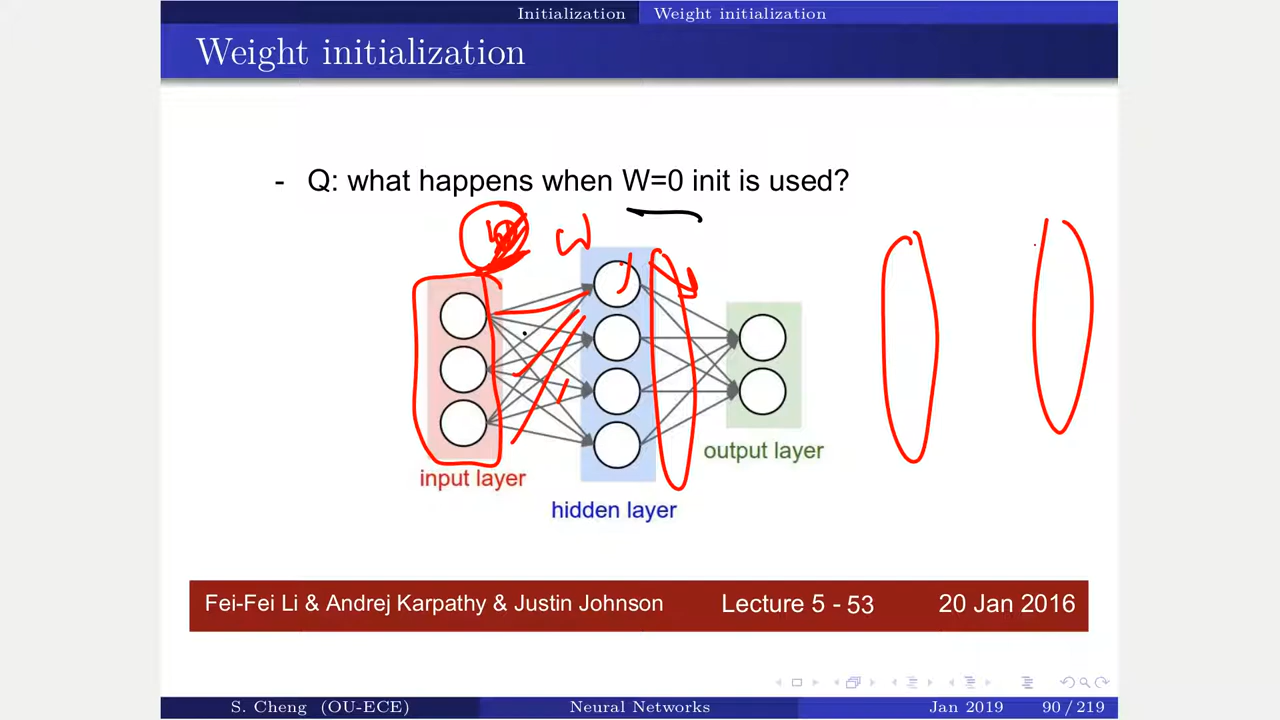 Initialization Weight initialization
Weight initialization
- Q: what happens when W=0 init is used?
W
input layer
hidden layer
output layer
Fei-Fei Li & Andrej Karpathy & Justin Johnson Lecture 5 - 53 20 Jan 2016
S. Cheng (OU-ECE) Neural Networks Jan 2019 90 / 219